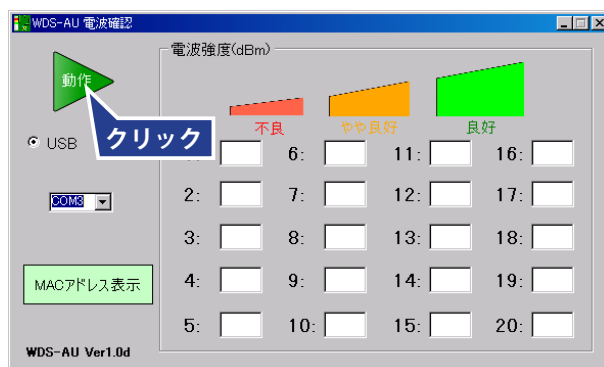 WDS-AU 電波確認
電波強度(dBm)
動作
クリック
不良 やや良好 良好
USB
6: 11: 16:
COM3
2: 7: 12: 17:
3: 8: 13: 18:
MACアドレス表示
4: 9: 14: 19:
5: 10: 15: 20:
WDS-AU Ver1.0d